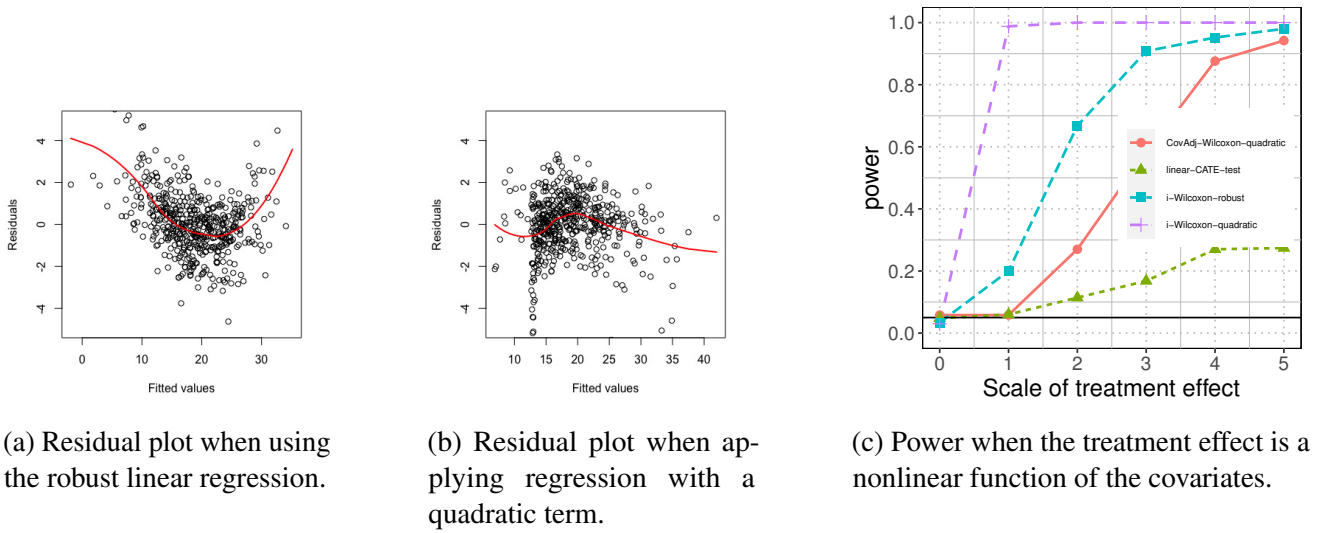 4
2
0
-2
-4
Residuals
0
10
20
30
Fitted values
4
2
0
-2
-4
Residuals
10
15
20
25
30
35
40
Fitted values
1.0
0.8
0.6
0.4
0.2
0.0
power
CovAdj-Wilcoxon-quadratic
linear-CATE-test
i-Wilcoxon-robust
i-Wilcoxon-quadratic
0
1
2
3
4
5
Scale of treatment effect
(a) Residual plot when using
the robust linear regression.
(b) Residual plot when ap-
plying regression with a
quadratic term.
(c) Power when the treatment effect is a
nonlinear function of the covariates.